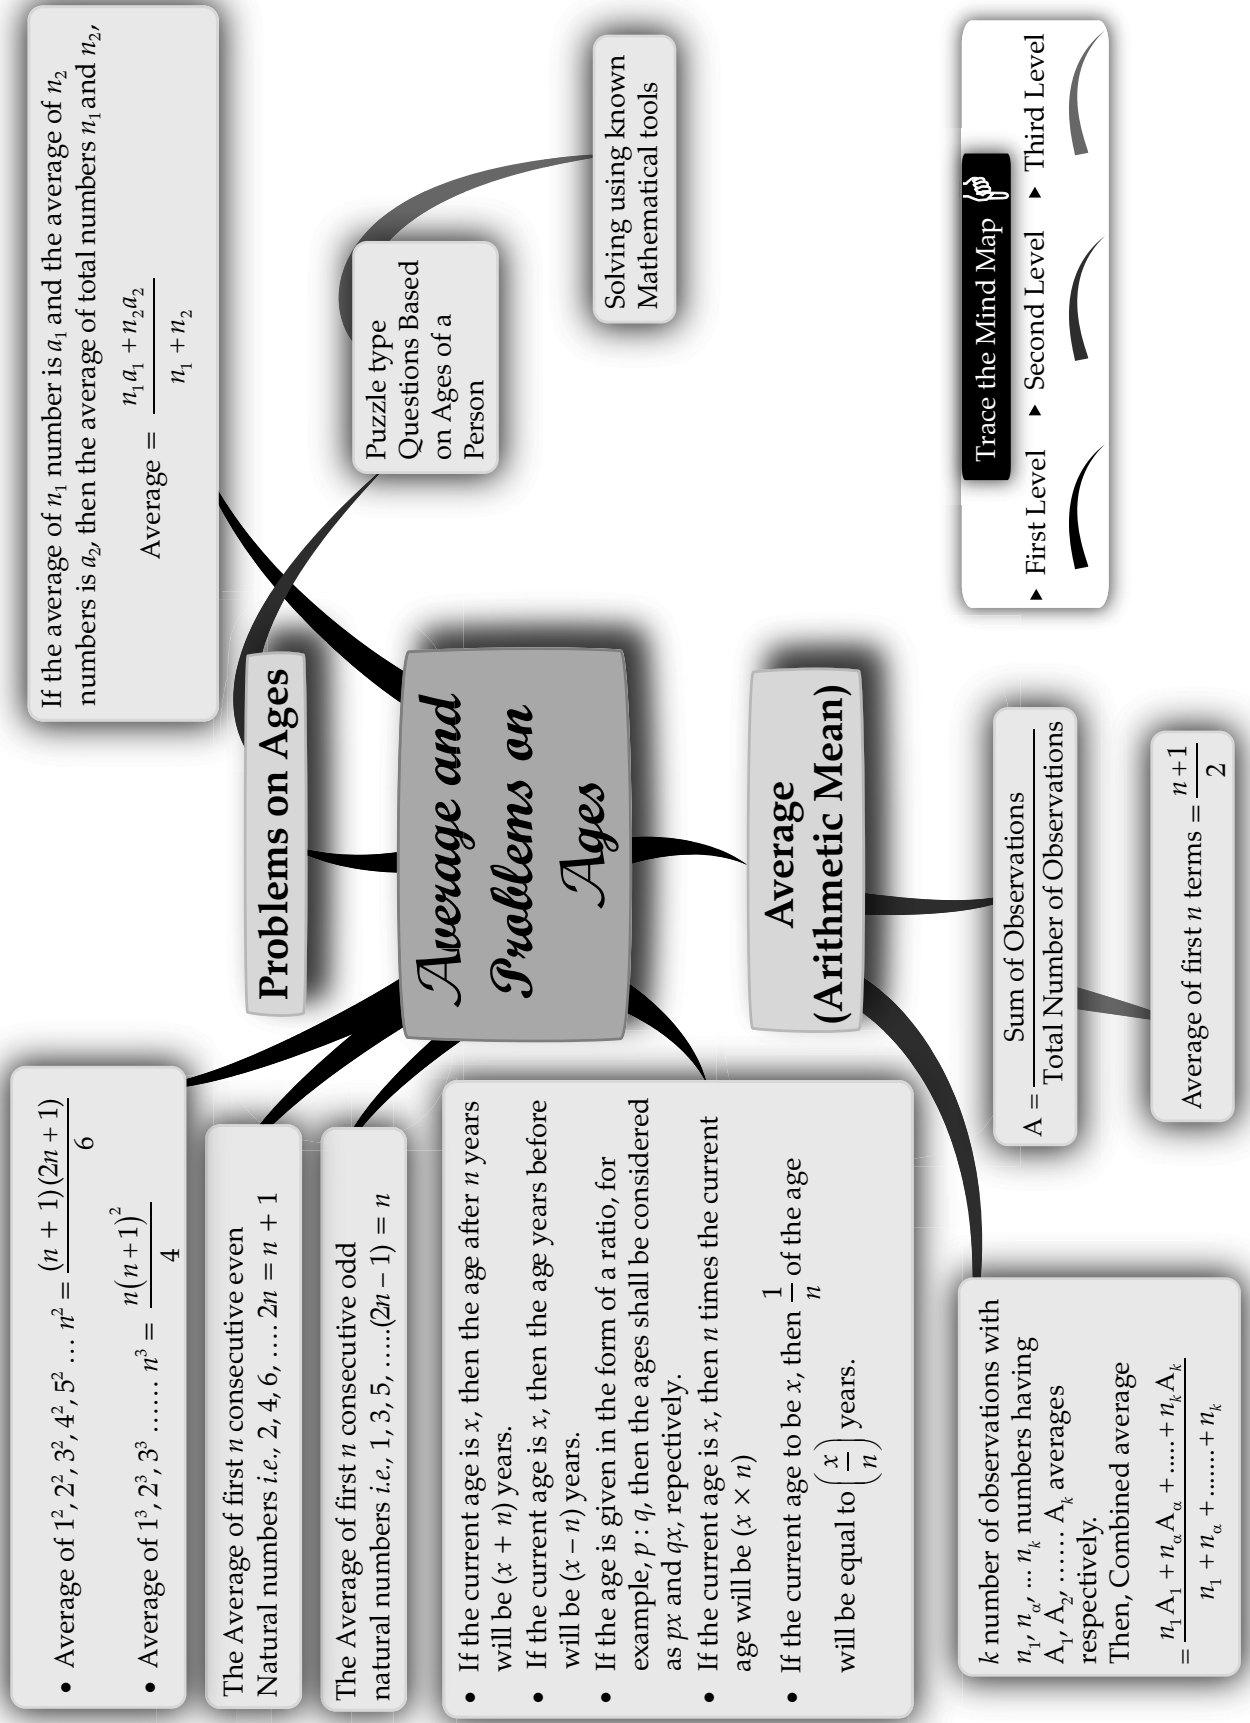 • Average of 1², 2², 3², 4², 5² ... n² = (n + 1)(2n + 1) / 6
• Average of 1³, 2³, 3³ ....... n³ = n(n+1)² / 4
The Average of first n consecutive even
Natural numbers i.e., 2, 4, 6, .... 2n = n + 1
The Average of first n consecutive odd
natural numbers i.e., 1, 3, 5, .....(2n – 1) = n
• If the current age is x, then the age after n years
will be (x + n) years.
• If the current age is x, then the age years before
will be (x – n) years.
• If the age is given in the form of a ratio, for
example, p : q, then the ages shall be considered
as px and qx, repectively.
• If the current age is x, then n times the current
age will be (x × n)
• If the current age to be x, then 1/n of the age
will be equal to (x/n) years.
k number of observations with
n₁, nα, ... nₖ numbers having
A₁, A₂, ....... Aₖ averages
respectively.
Then, Combined average
= n₁A₁ + nαAα + ...... + nₖAₖ / n₁ + nα + ........ + nₖ
Problems on Ages
Average and
Problems on
Ages
Average
(Arithmetic Mean)
A = Sum of Observations / Total Number of Observations
Average of first n terms = n+1 / 2
If the average of n₁ number is a₁ and the average of n₂
numbers is a₂, then the average of total numbers n₁ and n₂,
Average = n₁a₁ + n₂a₂ / n₁ + n₂
Puzzle type
Questions Based
on Ages of a
Person
Solving using known
Mathematical tools
Trace the Mind Map
▶ First Level ▶ Second Level ▶ Third Level